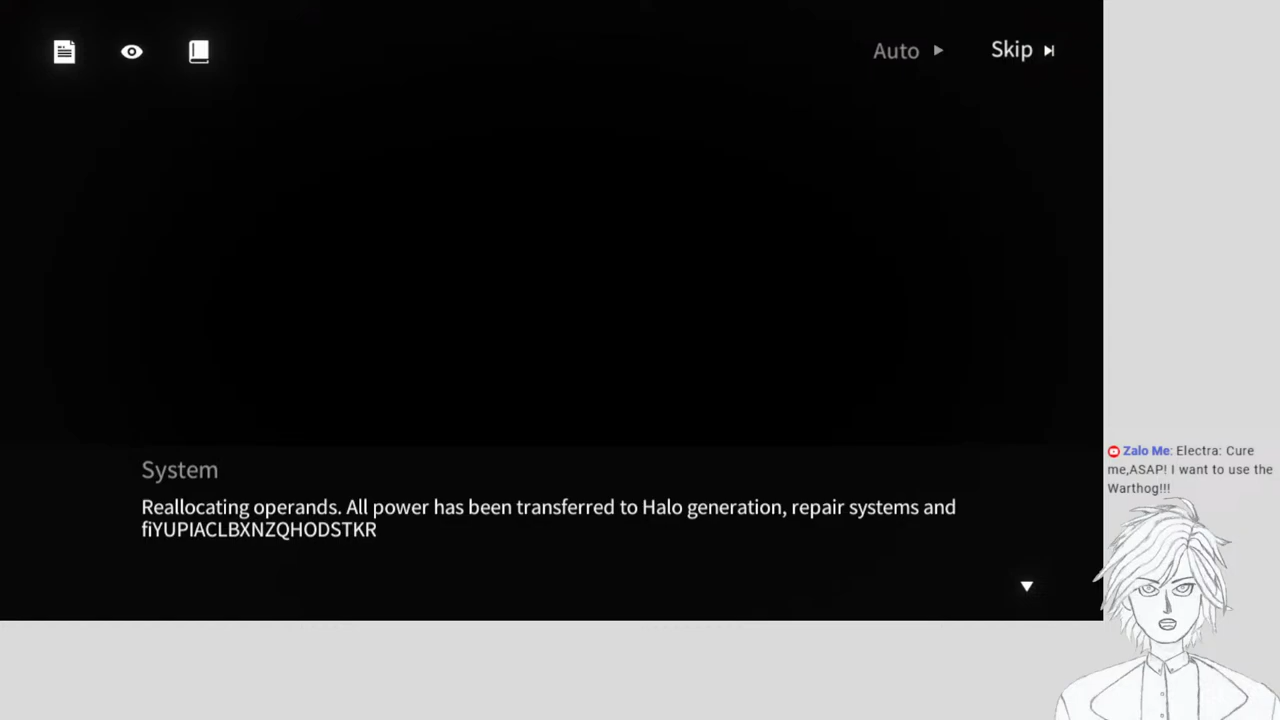 Auto
Skip
System
Reallocating operands. All power has been transferred to Halo generation, repair systems and
fiYUPIACLBXNZQHODSTKR
Zalo Me: Electra: Cure
me,ASAP! I want to use the
Warthog!!!